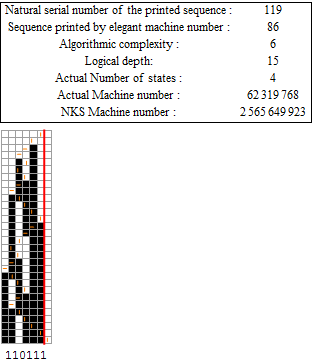 Natural serial number of the printed sequence : 119
Sequence printed by elegant machine number : 86
Algorithmic complexity : 6
Logical depth: 15
Actual Number of states : 4
Actual Machine number : 62 319 768
NKS Machine number : 2 565 649 923
110111